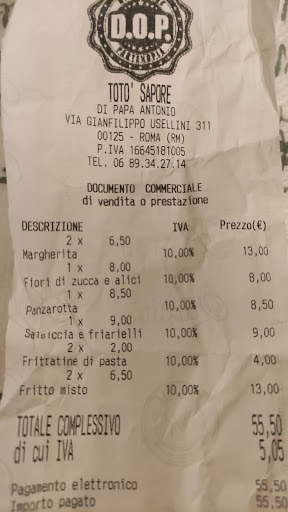 D.O.P.
PARTENOPEA
TOTO' SAPORE
DI PAPA ANTONIO
VIA GIANFILIPPO USELLINI 311
00125 - ROMA (RM)
P.IVA 16645181005
TEL. 06 89.34.27.14
DOCUMENTO COMMERCIALE
di vendita o prestazione
DESCRIZIONE IVA Prezzo(€)
2 x 6,50
Margherita 10,00% 13,00
1 x 8,00
Fiori di zucca e alici 10,00% 8,00
1 x 8,50
Panzarotta 10,00% 8,50
1 x 9,00
Salsiccia e friarielli 10,00% 9,00
2 x 2,00
Frittatine di pasta 10,00% 4,00
2 x 6,50
Fritto misto 10,00% 13,00
TOTALE COMPLESSIVO 55,50
di cui IVA 5,05
Pagamento elettronico 55,50
Importo pagato 55,50